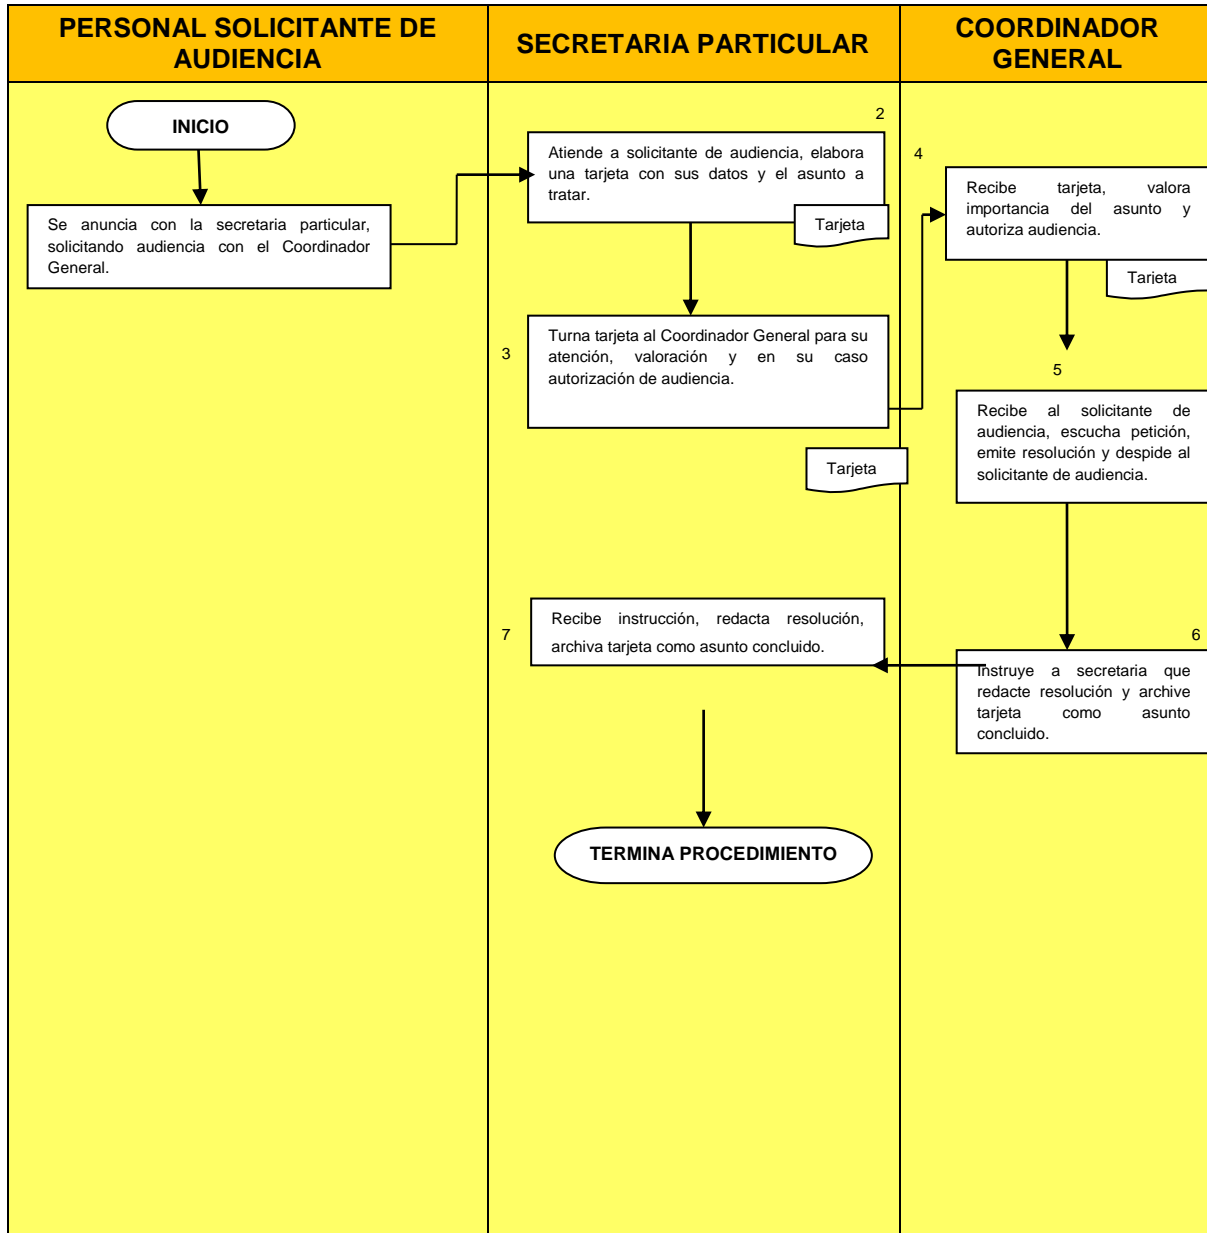 PERSONAL SOLICITANTE DE
AUDIENCIA
SECRETARIA PARTICULAR
COORDINADOR
GENERAL
INICIO
Se anuncia con la secretaria particular,
solicitando audiencia con el Coordinador
General.
2
Atiende a solicitante de audiencia, elabora
una tarjeta con sus datos y el asunto a
tratar.
Tarjeta
3
Turna tarjeta al Coordinador General para su
atención, valoración y en su caso
autorización de audiencia.
Tarjeta
4
Recibe tarjeta, valora
importancia del asunto y
autoriza audiencia.
Tarjeta
5
Recibe al solicitante de
audiencia, escucha petición,
emite resolución y despide al
solicitante de audiencia.
6
Instruye a secretaria que
redacte resolución y archive
tarjeta como asunto
concluido.
7
Recibe instrucción, redacta resolución,
archiva tarjeta como asunto concluido.
TERMINA PROCEDIMIENTO